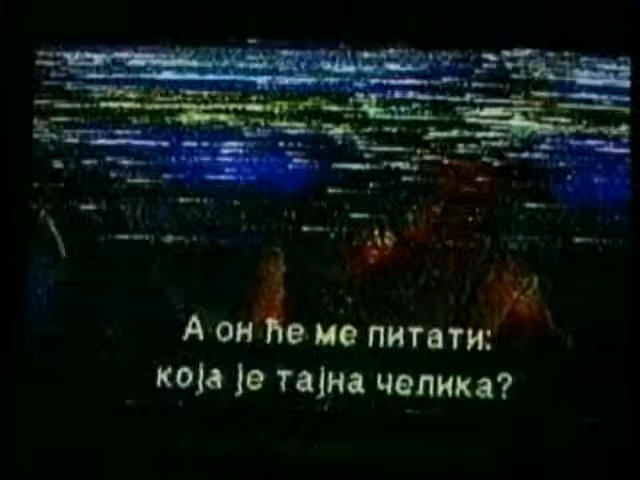 А он ће ме питати:
која је тајна челика?